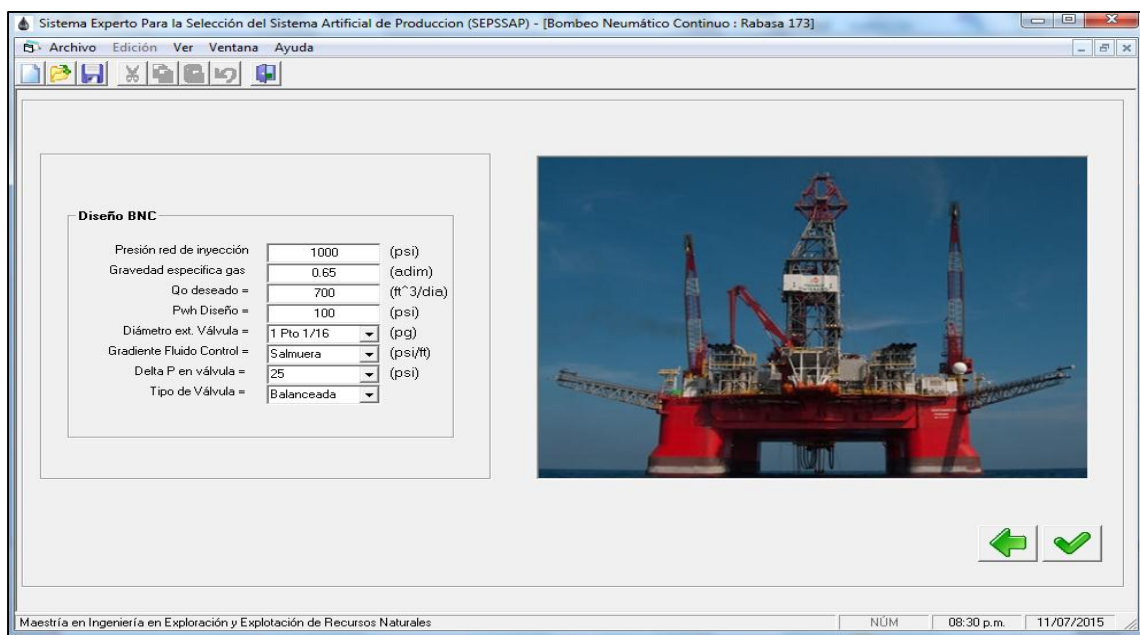 Sistema Experto Para la Selección del Sistema Artificial de Produccion (SEPSSAP) - [Bombeo Neumático Continuo : Rabasa 173]
Archivo Edición Ver Ventana Ayuda
Diseño BNC
Presión red de inyección 1000 (psi)
Gravedad especifica gas 0.65 (adim)
Qo deseado = 700 (ft^3/dia)
Pwh Diseño = 100 (psi)
Diámetro ext. Válvula = 1 Pto 1/16 (pg)
Gradiente Fluido Control = Salmuera (psi/ft)
Delta P en válvula = 25 (psi)
Tipo de Válvula = Balanceada
Maestría en Ingeniería en Exploración y Explotación de Recursos Naturales NÚM 08:30 p.m. 11/07/2015